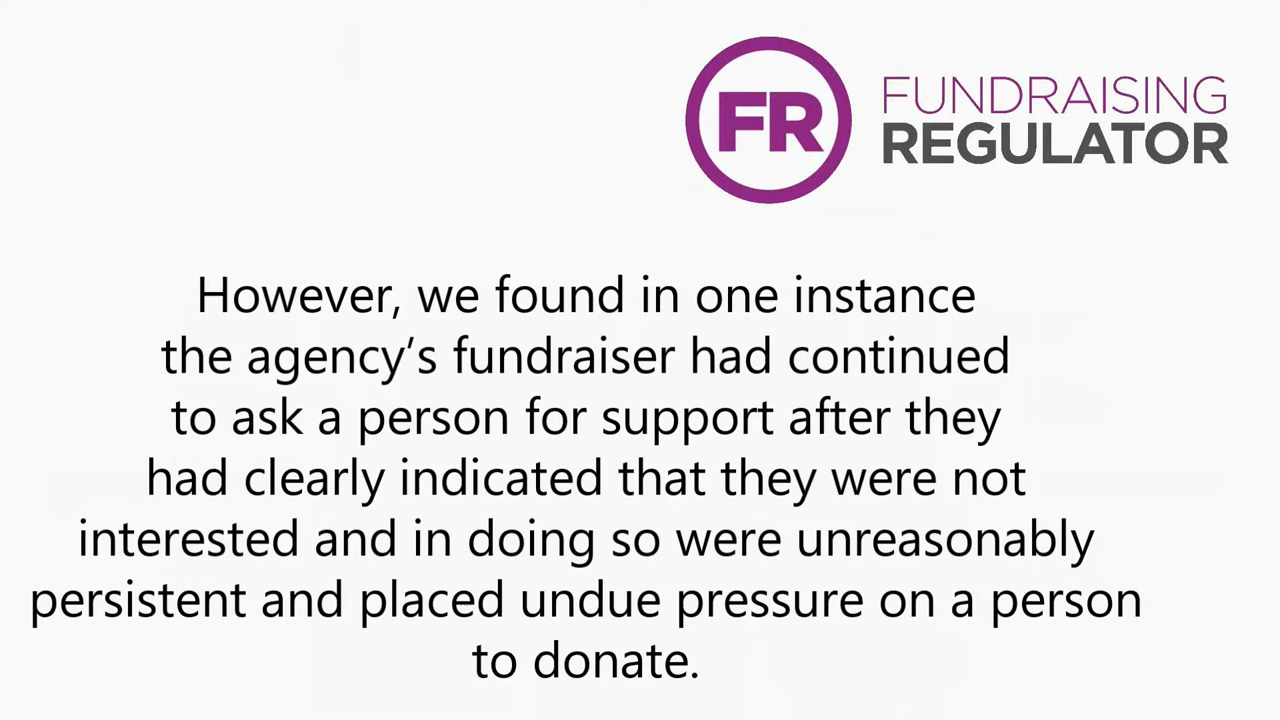 FR
FUNDRAISING
REGULATOR
However, we found in one instance
the agency’s fundraiser had continued
to ask a person for support after they
had clearly indicated that they were not
interested and in doing so were unreasonably
persistent and placed undue pressure on a person
to donate.